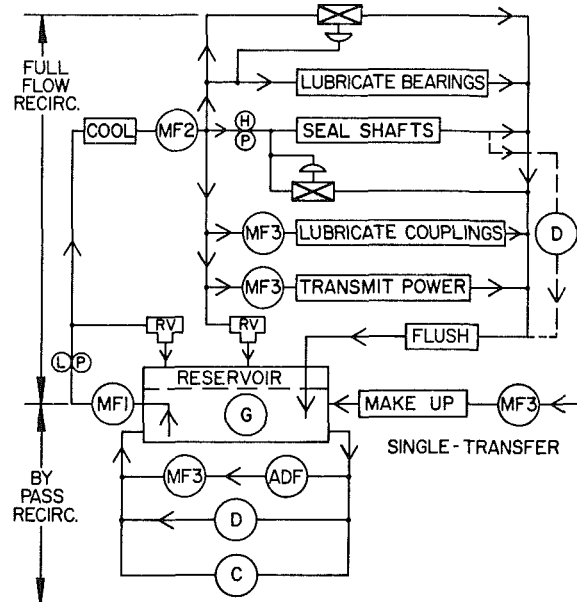 FULL
FLOW
RECIRC.
LUBRICATE BEARINGS
COOL
MF2
H
P
SEAL SHAFTS
MF3
LUBRICATE COUPLINGS
D
MF3
TRANSMIT POWER
RV
RV
FLUSH
L
P
RESERVOIR
MF1
G
MAKE UP
MF3
SINGLE-TRANSFER
BY
PASS
RECIRC.
MF3
ADF
D
C